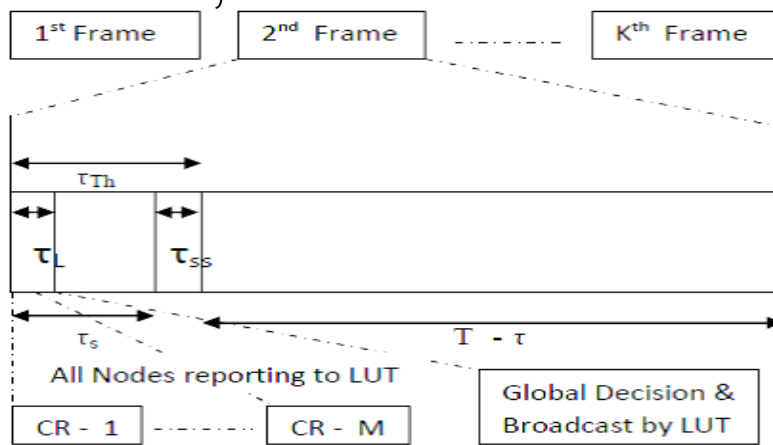 1st Frame 2nd Frame Kth Frame
τTh
τL τss
τs T - τ
All Nodes reporting to LUT
Global Decision &
Broadcast by LUT
CR - 1 CR - M